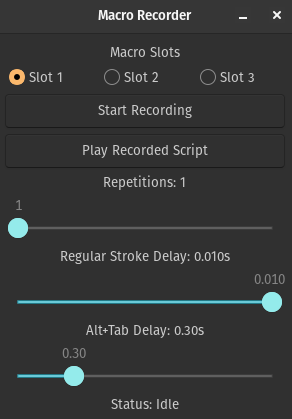 Macro Recorder
Macro Slots
Slot 1 Slot 2 Slot 3
Start Recording
Play Recorded Script
Repetitions: 1
1
Regular Stroke Delay: 0.010s
0.010
Alt+Tab Delay: 0.30s
0.30
Status: Idle